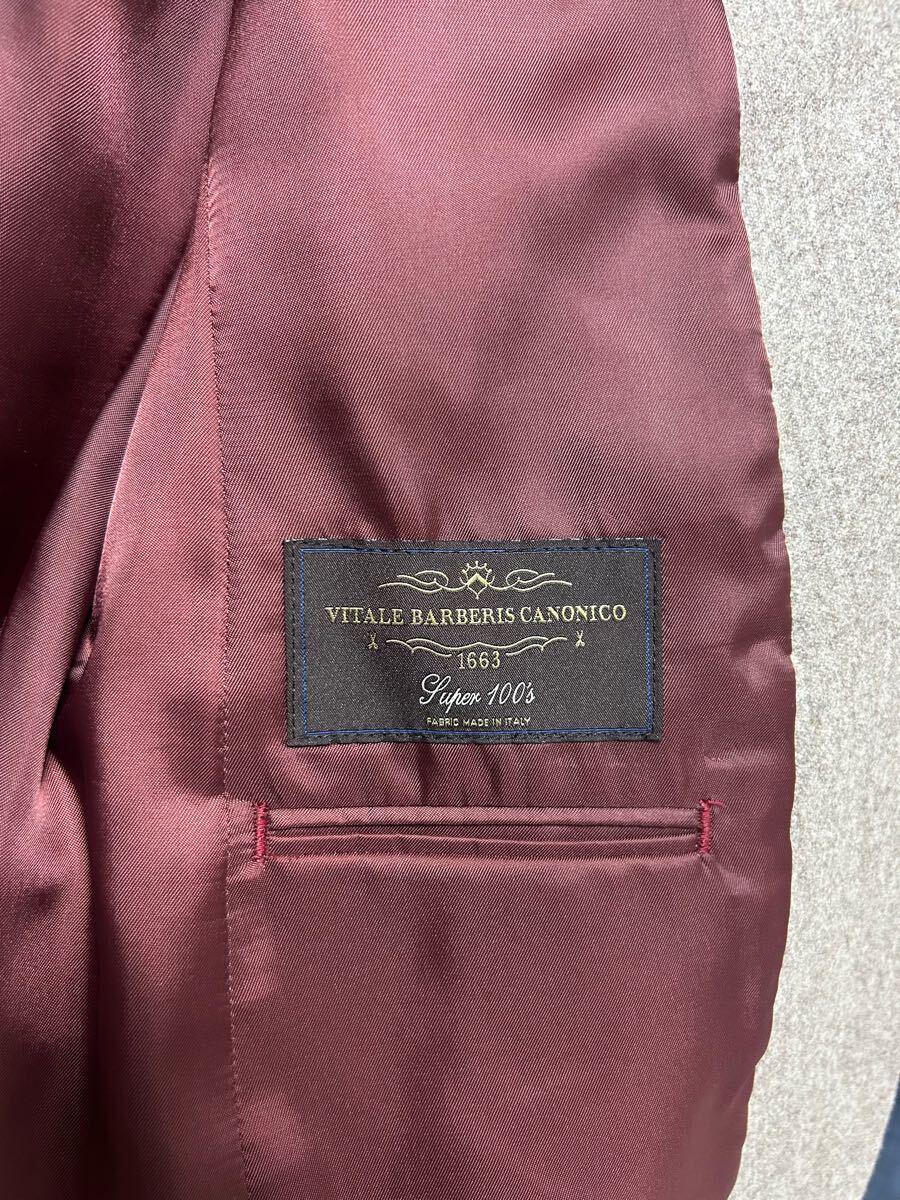 VITALE BARBERIS CANONICO
1663
Super 100's
FABRIC MADE IN ITALY